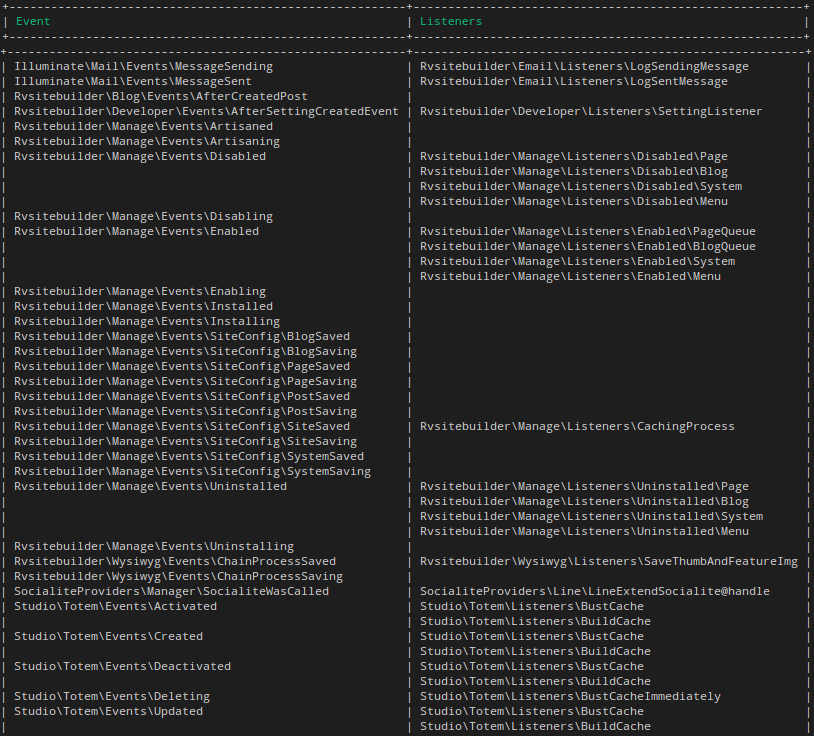 +---------------------------------------------------------+--------------------------------------------------------+
| Event                                                   | Listeners                                              |
+---------------------------------------------------------+--------------------------------------------------------+
+---------------------------------------------------------+--------------------------------------------------------+
| Illuminate\Mail\Events\MessageSending                   | Rvsitebuilder\Email\Listeners\LogSendingMessage        |
| Illuminate\Mail\Events\MessageSent                      | Rvsitebuilder\Email\Listeners\LogSentMessage           |
| Rvsitebuilder\Blog\Events\AfterCreatedPost              |                                                        |
| Rvsitebuilder\Developer\Events\AfterSettingCreatedEvent | Rvsitebuilder\Developer\Listeners\SettingListener      |
| Rvsitebuilder\Manage\Events\Artisaned                   |                                                        |
| Rvsitebuilder\Manage\Events\Artisaning                  |                                                        |
| Rvsitebuilder\Manage\Events\Disabled                    | Rvsitebuilder\Manage\Listeners\Disabled\Page           |
|                                                         | Rvsitebuilder\Manage\Listeners\Disabled\Blog           |
|                                                         | Rvsitebuilder\Manage\Listeners\Disabled\System         |
|                                                         | Rvsitebuilder\Manage\Listeners\Disabled\Menu           |
| Rvsitebuilder\Manage\Events\Disabling                   |                                                        |
| Rvsitebuilder\Manage\Events\Enabled                     | Rvsitebuilder\Manage\Listeners\Enabled\PageQueue       |
|                                                         | Rvsitebuilder\Manage\Listeners\Enabled\BlogQueue       |
|                                                         | Rvsitebuilder\Manage\Listeners\Enabled\System          |
|                                                         | Rvsitebuilder\Manage\Listeners\Enabled\Menu            |
| Rvsitebuilder\Manage\Events\Enabling                    |                                                        |
| Rvsitebuilder\Manage\Events\Installed                   |                                                        |
| Rvsitebuilder\Manage\Events\Installing                  |                                                        |
| Rvsitebuilder\Manage\Events\SiteConfig\BlogSaved        |                                                        |
| Rvsitebuilder\Manage\Events\SiteConfig\BlogSaving       |                                                        |
| Rvsitebuilder\Manage\Events\SiteConfig\PageSaved        |                                                        |
| Rvsitebuilder\Manage\Events\SiteConfig\PageSaving       |                                                        |
| Rvsitebuilder\Manage\Events\SiteConfig\PostSaved        |                                                        |
| Rvsitebuilder\Manage\Events\SiteConfig\PostSaving       |                                                        |
| Rvsitebuilder\Manage\Events\SiteConfig\SiteSaved        | Rvsitebuilder\Manage\Listeners\CachingProcess          |
| Rvsitebuilder\Manage\Events\SiteConfig\SiteSaving       |                                                        |
| Rvsitebuilder\Manage\Events\SiteConfig\SystemSaved      |                                                        |
| Rvsitebuilder\Manage\Events\SiteConfig\SystemSaving     |                                                        |
| Rvsitebuilder\Manage\Events\Uninstalled                 | Rvsitebuilder\Manage\Listeners\Uninstalled\Page        |
|                                                         | Rvsitebuilder\Manage\Listeners\Uninstalled\Blog        |
|                                                         | Rvsitebuilder\Manage\Listeners\Uninstalled\System      |
|                                                         | Rvsitebuilder\Manage\Listeners\Uninstalled\Menu        |
| Rvsitebuilder\Manage\Events\Uninstalling                |                                                        |
| Rvsitebuilder\Wysiwyg\Events\ChainProcessSaved          | Rvsitebuilder\Wysiwyg\Listeners\SaveThumbAndFeatureImg |
| Rvsitebuilder\Wysiwyg\Events\ChainProcessSaving         |                                                        |
| SocialiteProviders\Manager\SocialiteWasCalled           | SocialiteProviders\Line\LineExtendSocialite@handle     |
| Studio\Totem\Events\Activated                           | Studio\Totem\Listeners\BustCache                       |
|                                                         | Studio\Totem\Listeners\BuildCache                      |
| Studio\Totem\Events\Created                             | Studio\Totem\Listeners\BustCache                       |
|                                                         | Studio\Totem\Listeners\BuildCache                      |
| Studio\Totem\Events\Deactivated                         | Studio\Totem\Listeners\BustCache                       |
|                                                         | Studio\Totem\Listeners\BuildCache                      |
| Studio\Totem\Events\Deleting                            | Studio\Totem\Listeners\BustCacheImmediately            |
| Studio\Totem\Events\Updated                             | Studio\Totem\Listeners\BustCache                       |
|                                                         | Studio\Totem\Listeners\BuildCache                      |